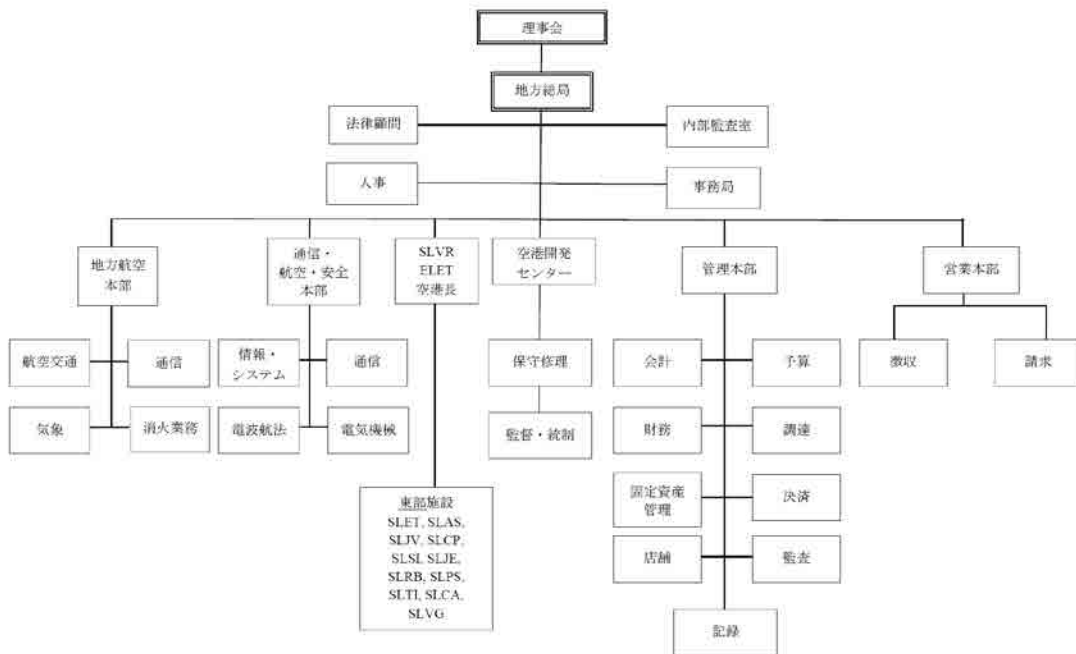 理事会
地方総局
法律顧問
内部監査室
人事
事務局
地方航空
本部
通信・
航空・安全
本部
SLVR
ELET
空港長
空港開発
センター
管理本部
営業本部
航空交通
通信
情報・
システム
通信
保守修理
会計
予算
徴収
請求
気象
消火業務
電波航法
電気機械
監督・統制
財務
調達
東部施設
SLET, SLAS,
SLJV, SLCP,
SLSL SLJE,
SLRB, SLPS,
SLTI, SLCA,
SLVG
固定資産
管理
決済
店舗
監査
記録